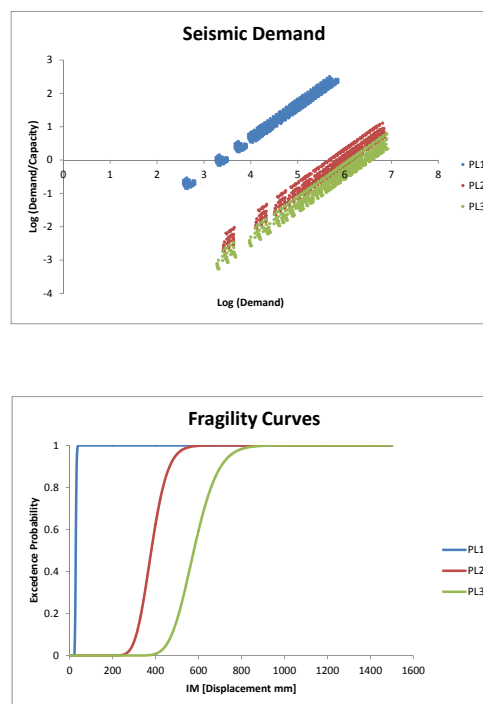 Seismic Demand
3
2
1
0
-1
-2
-3
-4
0 1 2 3 4 5 6 7 8
Log (Demand/Capacity)
Log (Demand)
PL1
PL2
PL3
Fragility Curves
1
0.8
0.6
0.4
0.2
0
0 200 400 600 800 1000 1200 1400 1600
Excedence Probability
IM [Displacement mm]
PL1
PL2
PL3